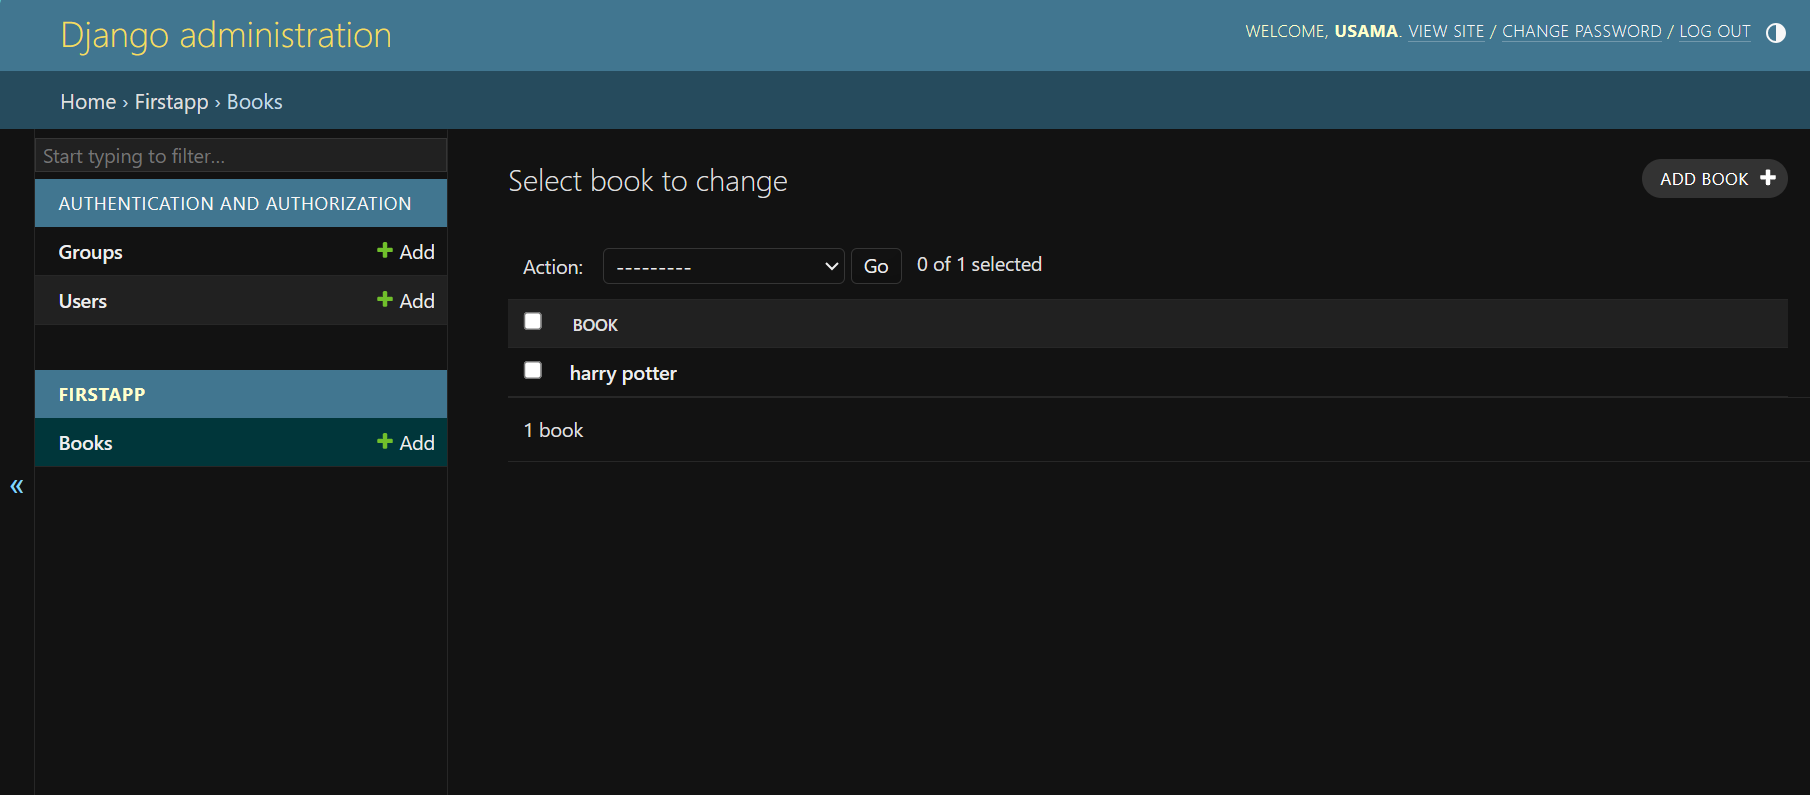 Django administration
WELCOME, USAMA. VIEW SITE / CHANGE PASSWORD / LOG OUT
Home › Firstapp › Books
Start typing to filter...
AUTHENTICATION AND AUTHORIZATION
Groups + Add
Users + Add
FIRSTAPP
Books + Add
«
Select book to change
ADD BOOK +
Action: --------- Go 0 of 1 selected
BOOK
harry potter
1 book